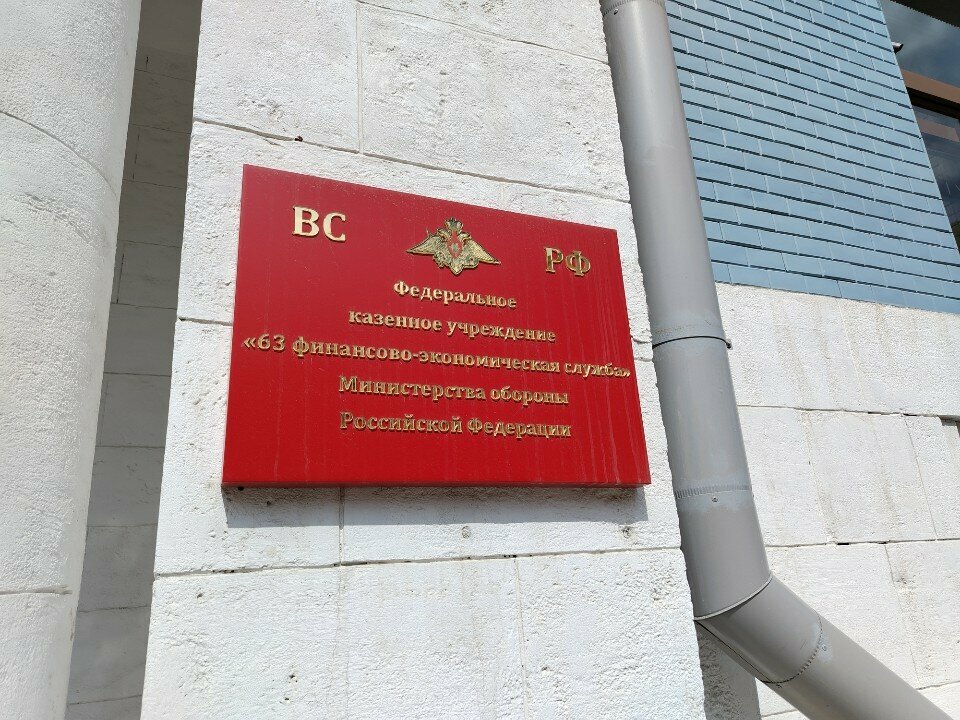 ВС РФ
Федеральное
казенное учреждение
«63 финансово-экономическая служба»
Министерства обороны
Российской Федерации